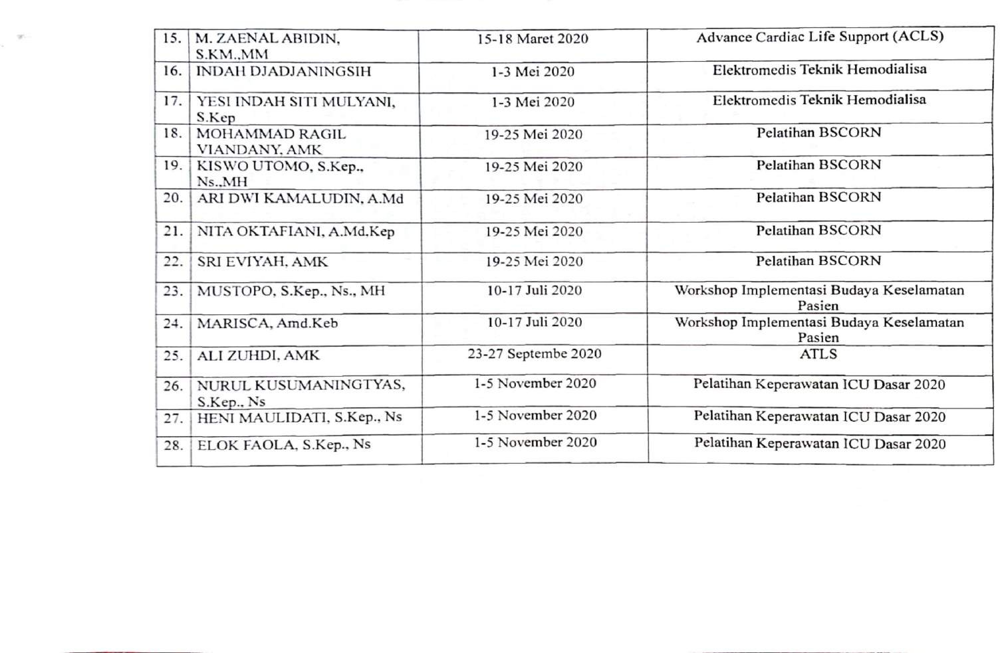 15. M. ZAENAL ABIDIN, 15-18 Maret 2020 Advance Cardiac Life Support (ACLS)
S.KM.,MM
16. INDAH DJADJANINGSIH 1-3 Mei 2020 Elektromedis Teknik Hemodialisa
17. YESI INDAH SITI MULYANI, 1-3 Mei 2020 Elektromedis Teknik Hemodialisa
S.Kep
18. MOHAMMAD RAGIL 19-25 Mei 2020 Pelatihan BSCORN
VIANDANY, AMK
19. KISWO UTOMO, S.Kep., 19-25 Mei 2020 Pelatihan BSCORN
Ns.,MH
20. ARI DWI KAMALUDIN, A.Md 19-25 Mei 2020 Pelatihan BSCORN
21. NITA OKTAFIANI, A.Md.Kep 19-25 Mei 2020 Pelatihan BSCORN
22. SRI EVIYAH, AMK 19-25 Mei 2020 Pelatihan BSCORN
23. MUSTOPO, S.Kep., Ns., MH 10-17 Juli 2020 Workshop Implementasi Budaya Keselamatan
Pasien
24. MARISCA, Amd.Keb 10-17 Juli 2020 Workshop Implementasi Budaya Keselamatan
Pasien
25. ALI ZUHDI, AMK 23-27 Septembe 2020 ATLS
26. NURUL KUSUMANINGTYAS, 1-5 November 2020 Pelatihan Keperawatan ICU Dasar 2020
S.Kep., Ns
27. HENI MAULIDATI, S.Kep., Ns 1-5 November 2020 Pelatihan Keperawatan ICU Dasar 2020
28. ELOK FAOLA, S.Kep., Ns 1-5 November 2020 Pelatihan Keperawatan ICU Dasar 2020